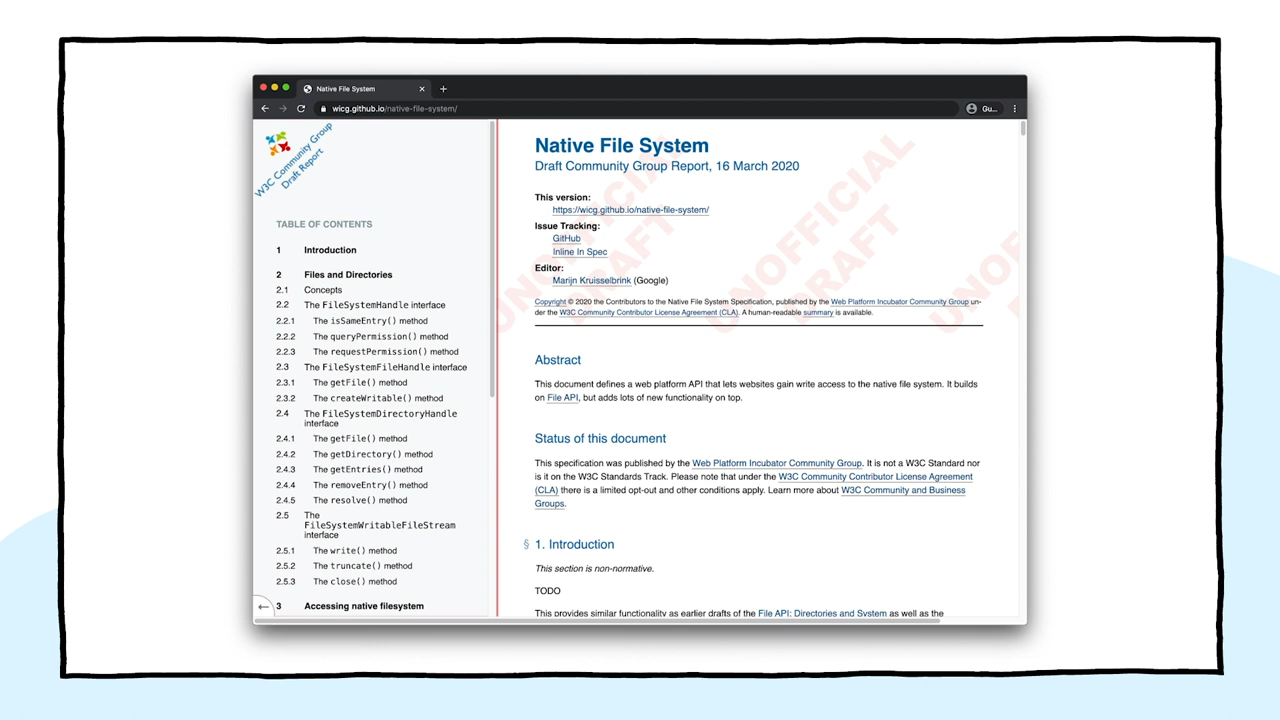 Native File System
wicg.github.io/native-file-system/
Gu...
W3C Community Group
Draft Report
TABLE OF CONTENTS
1 Introduction
2 Files and Directories
2.1 Concepts
2.2 The FileSystemHandle interface
2.2.1 The isSameEntry() method
2.2.2 The queryPermission() method
2.2.3 The requestPermission() method
2.3 The FileSystemFileHandle interface
2.3.1 The getFile() method
2.3.2 The createWritable() method
2.4 The FileSystemDirectoryHandle
interface
2.4.1 The getFile() method
2.4.2 The getDirectory() method
2.4.3 The getEntries() method
2.4.4 The removeEntry() method
2.4.5 The resolve() method
2.5 The
FileSystemWritableFileStream
interface
2.5.1 The write() method
2.5.2 The truncate() method
2.5.3 The close() method
3 Accessing native filesystem
Native File System
Draft Community Group Report, 16 March 2020
This version:
https://wicg.github.io/native-file-system/
Issue Tracking:
GitHub
Inline In Spec
Editor:
Marijn Kruisselbrink (Google)
Copyright © 2020 the Contributors to the Native File System Specification, published by the Web Platform Incubator Community Group un-
der the W3C Community Contributor License Agreement (CLA). A human-readable summary is available.
Abstract
This document defines a web platform API that lets websites gain write access to the native file system. It builds
on File API, but adds lots of new functionality on top.
Status of this document
This specification was published by the Web Platform Incubator Community Group. It is not a W3C Standard nor
is it on the W3C Standards Track. Please note that under the W3C Community Contributor License Agreement
(CLA) there is a limited opt-out and other conditions apply. Learn more about W3C Community and Business
Groups.
§ 1. Introduction
This section is non-normative.
TODO
This provides similar functionality as earlier drafts of the File API: Directories and System as well as the
UNOFFICIAL
DRAFT
UNOFFICIAL
DRAFT
UNOF